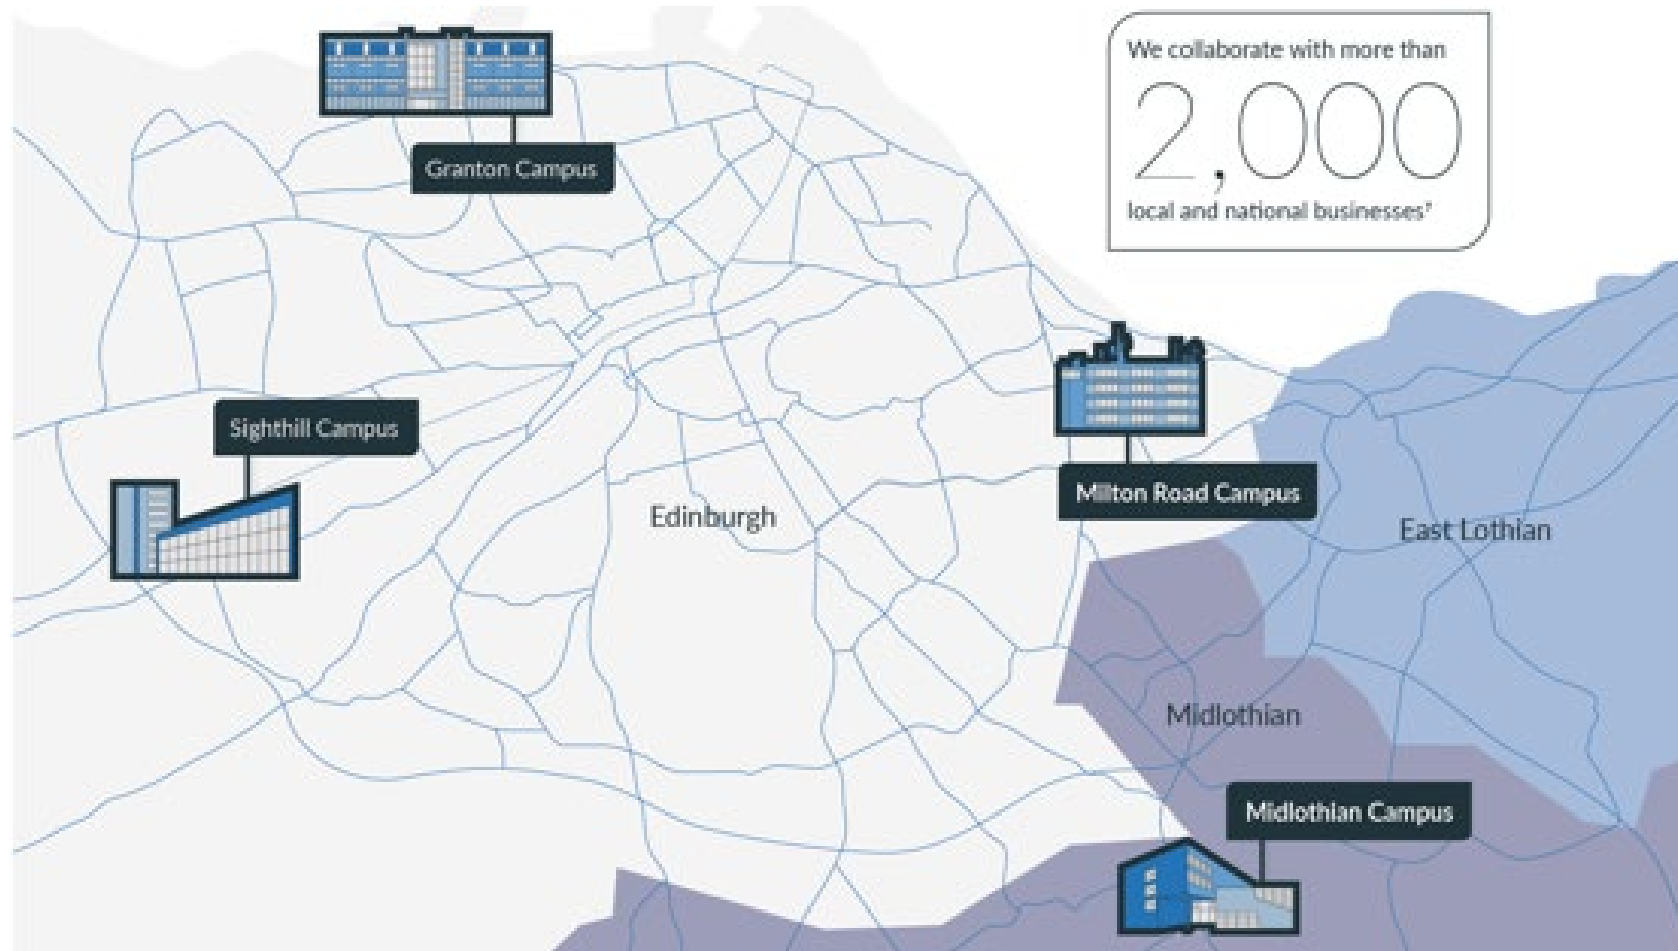 We collaborate with more than
2,000
local and national businesses*
Granton Campus
Sighthill Campus
Milton Road Campus
Edinburgh
East Lothian
Midlothian
Midlothian Campus